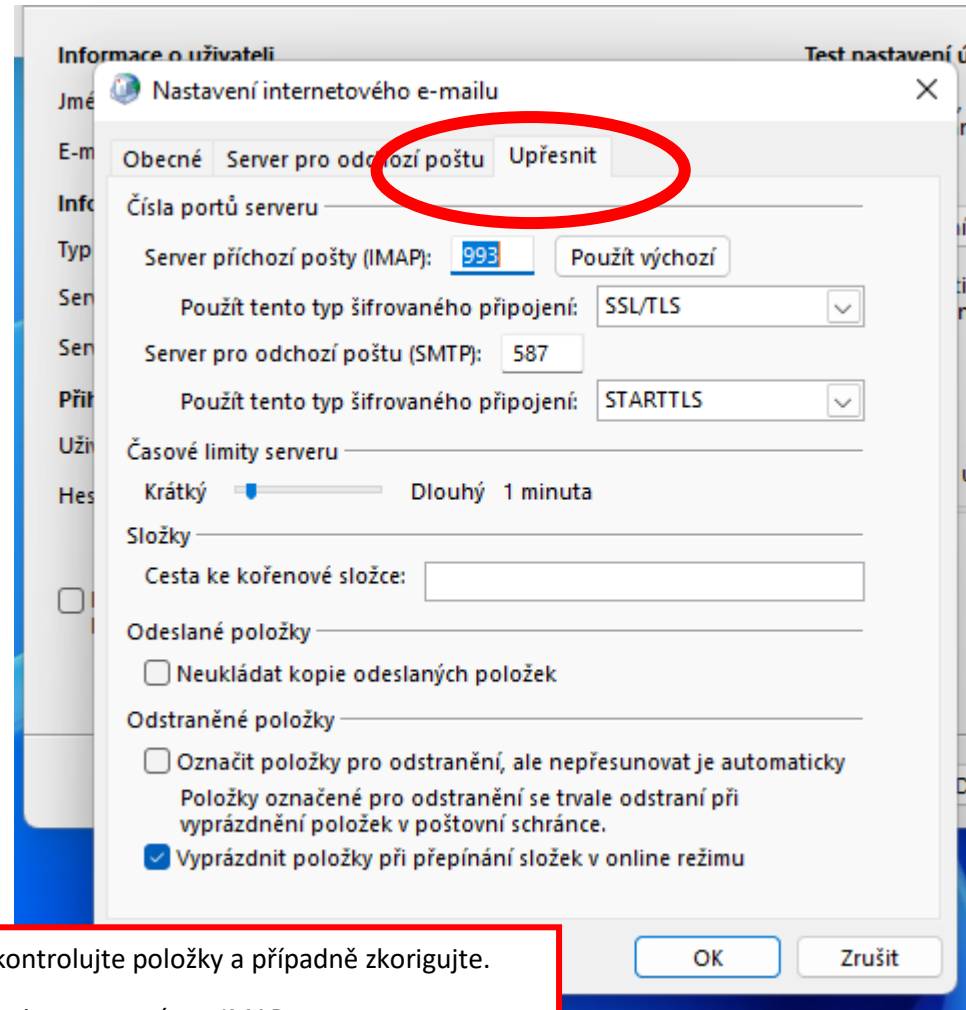 Informace o uživateli
Test nastavení
Nastavení internetového e-mailu
Obecné
Server pro odchozí poštu
Upřesnit
Čísla portů serveru
Server příchozí pošty (IMAP): 993 Použít výchozí
Použít tento typ šifrovaného připojení: SSL/TLS
Server pro odchozí poštu (SMTP): 587
Použít tento typ šifrovaného připojení: STARTTLS
Časové limity serveru
Krátký Dlouhý 1 minuta
Složky
Cesta ke kořenové složce:
Odeslané položky
Neukládat kopie odeslaných položek
Odstraněné položky
Označit položky pro odstranění, ale nepřesunovat je automaticky
Položky označené pro odstranění se trvale odstraní při
vyprázdnění položek v poštovní schránce.
Vyprázdnit položky při přepínání složek v online režimu
kontrolujte položky a případně zkorigujte.
OK
Zrušit